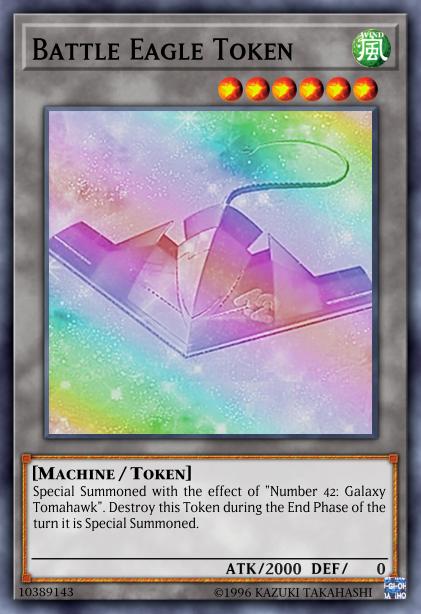 BATTLE EAGLE TOKEN
WIND
風
[MACHINE / TOKEN]
Special Summoned with the effect of "Number 42: Galaxy
Tomahawk". Destroy this Token during the End Phase of the
turn it is Special Summoned.
ATK/2000 DEF/ 0
10389143 ©1996 KAZUKI TAKAHASHI